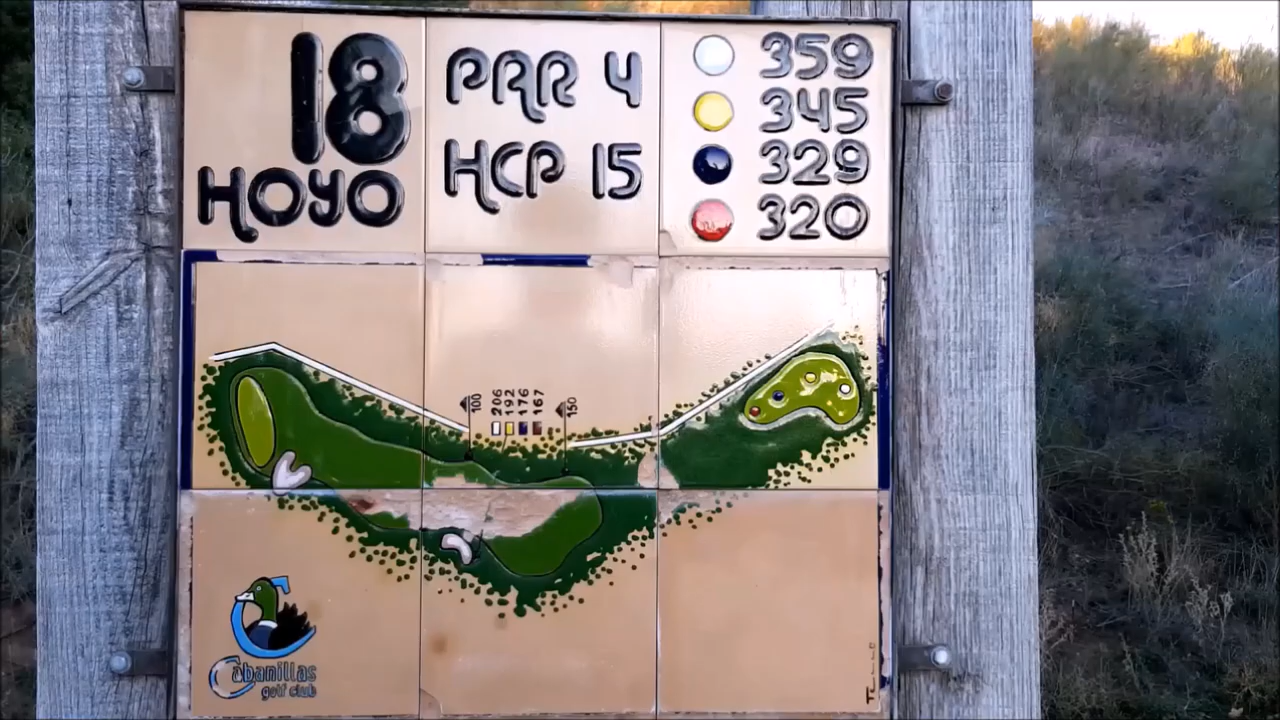 18
HOYO
PAR 4
HCP 15
359
345
329
320
100
206
192
176
167
150
Cabanillas
golf club